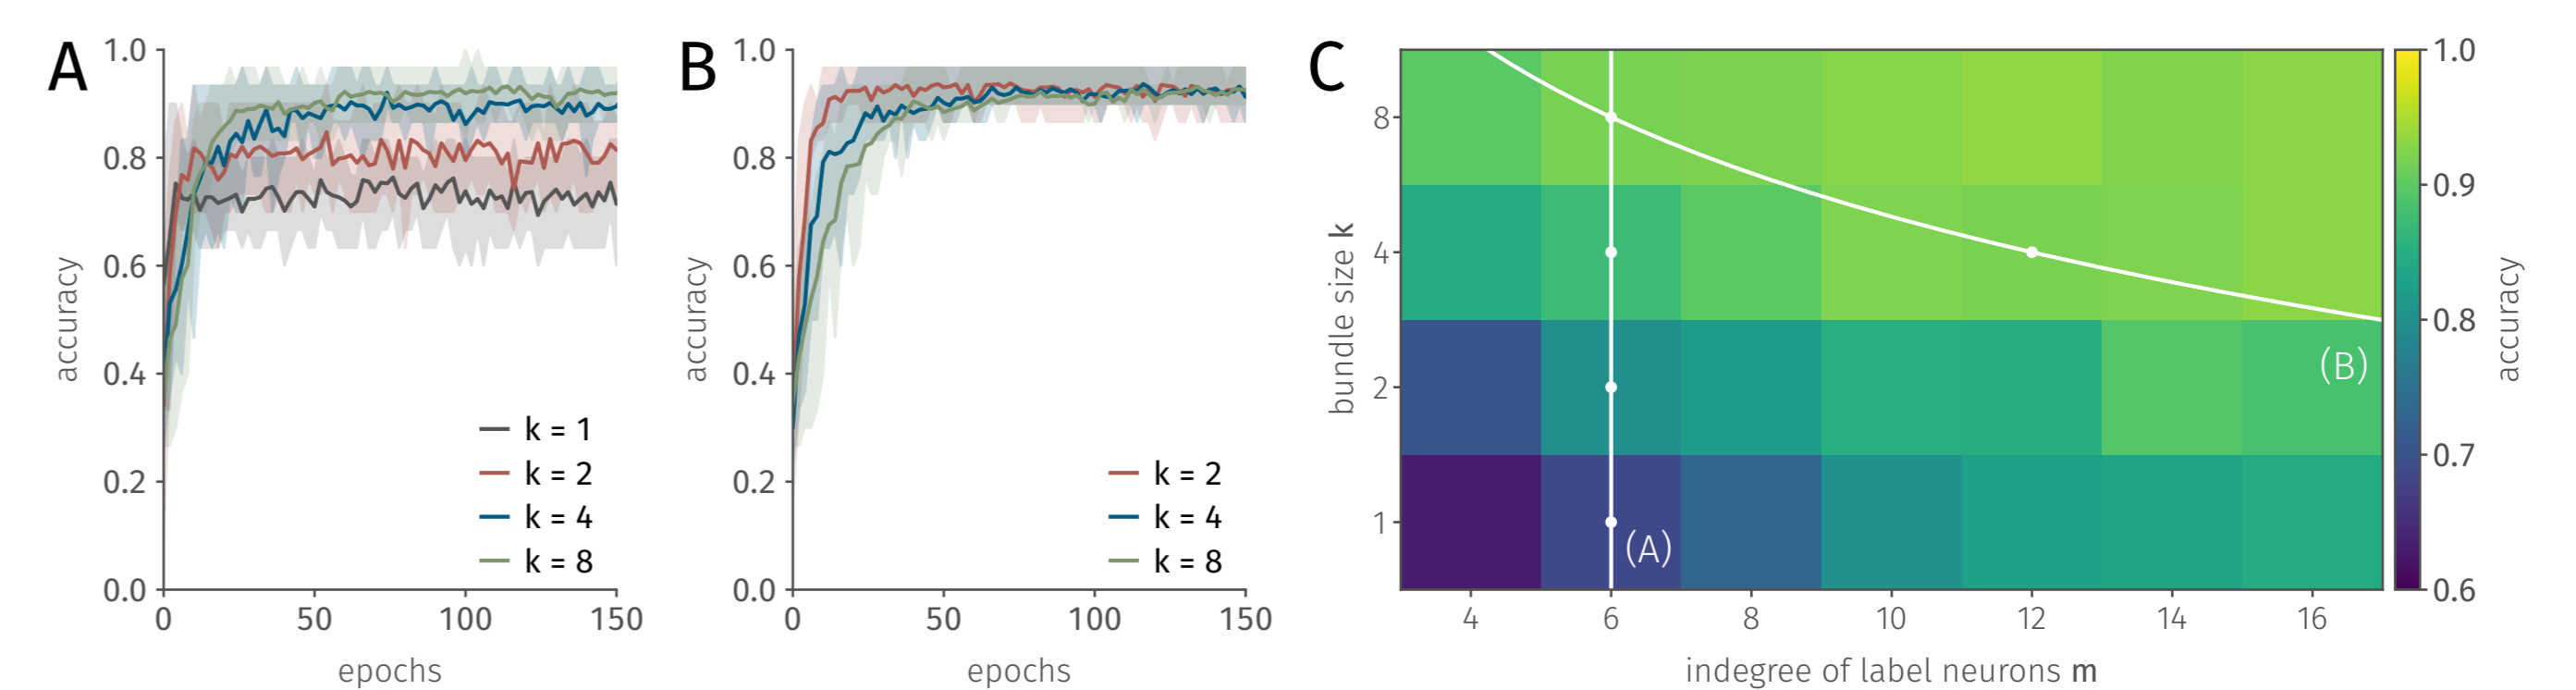 A
1.0
0.8
0.6
0.4
0.2
0.0
accuracy
0
50
100
150
epochs
k = 1
k = 2
k = 4
k = 8
B
1.0
0.8
0.6
0.4
0.2
0.0
accuracy
0
50
100
150
epochs
k = 2
k = 4
k = 8
C
8
4
2
1
bundle size k
(A)
(B)
4
6
8
10
12
14
16
indegree of label neurons m
1.0
0.9
0.8
0.7
0.6
accuracy